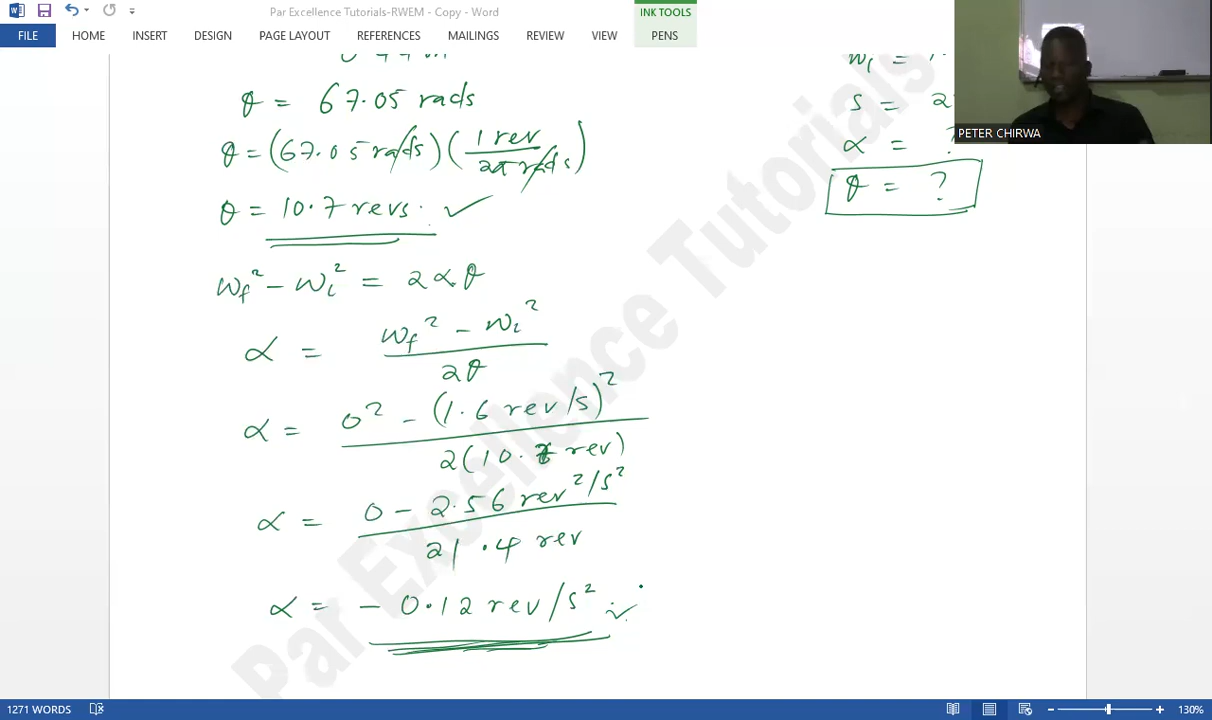 Par Excellence Tutorials-RWEM - Copy - Word
INK TOOLS
FILE HOME INSERT DESIGN PAGE LAYOUT REFERENCES MAILINGS REVIEW VIEW PENS
θ = 67.05 rads
θ = (67.05 rads) (1 rev / 2π rads)
θ = 10.7 revs. ✓
ωf² - ωi² = 2αθ
α = ωf² - ωi² / 2θ
α = 0² - (1.6 rev/s)² / 2(10.7 rev)
α = 0 - 2.56 rev²/s² / 21.4 rev
α = - 0.12 rev/s² ✓
ωi =
s = 2
α = ?
θ = ?
PETER CHIRWA
Par Excellence Tutorials
1271 WORDS
130%